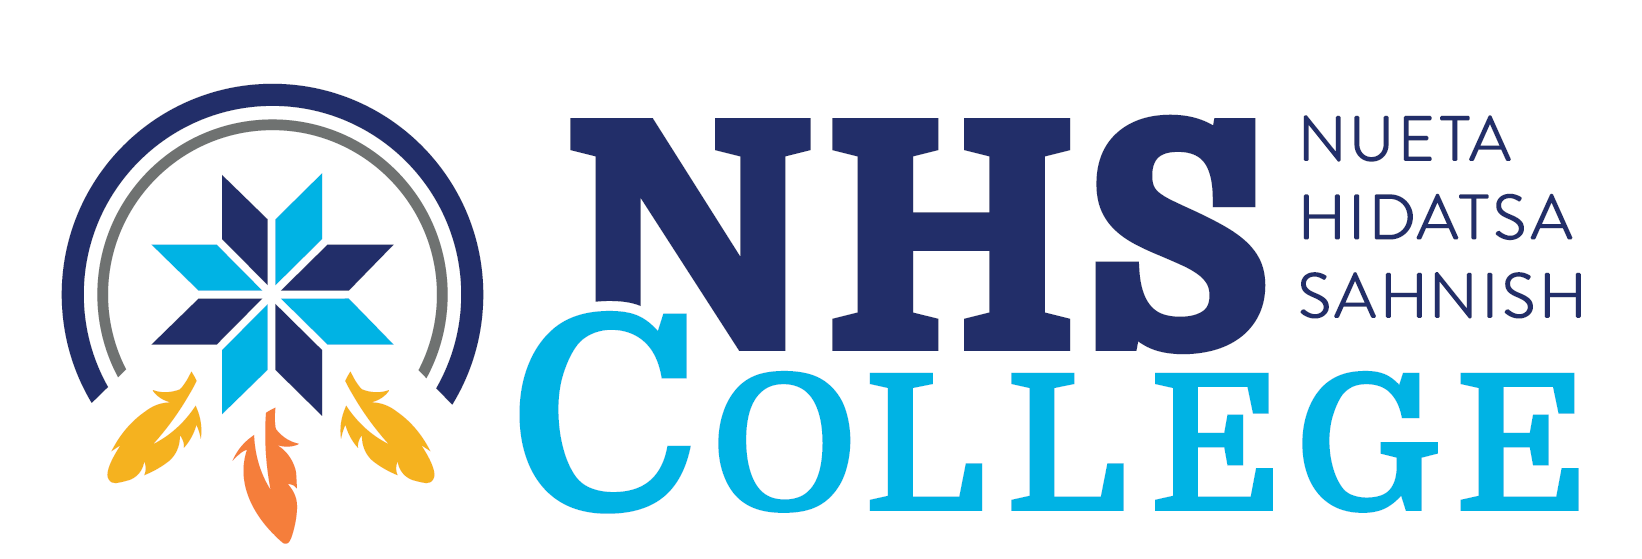 NHS
COLLEGE
NUETA
HIDATSA
SAHNISH